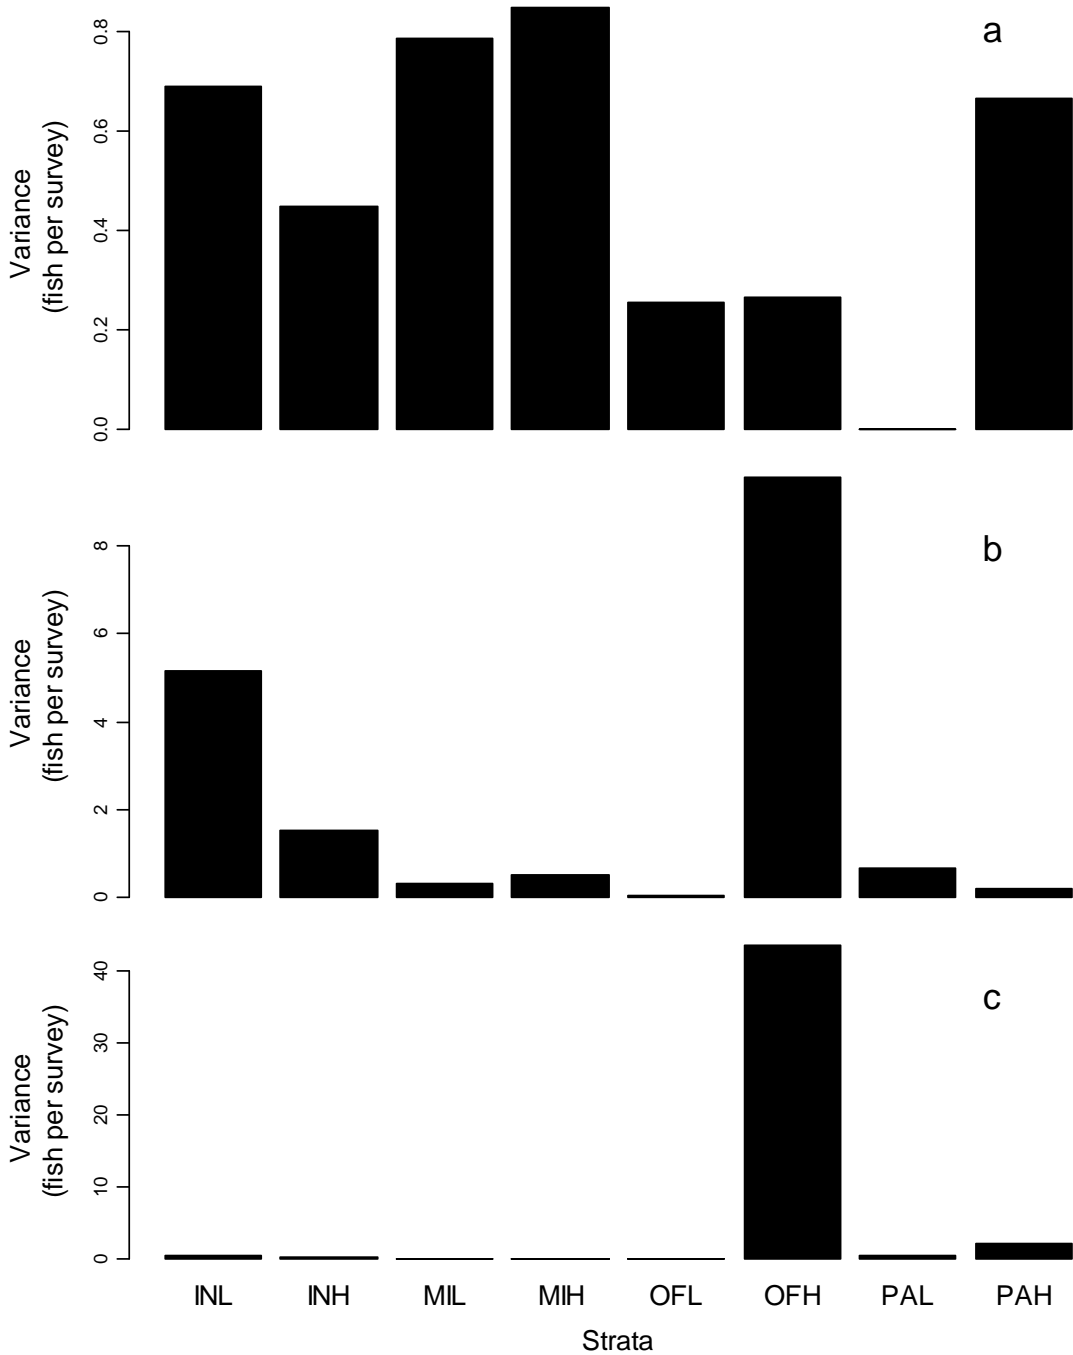 a
0.8
0.6
0.4
0.2
0.0
Variance
(fish per survey)
b
8
6
4
2
0
Variance
(fish per survey)
c
40
30
20
10
0
Variance
(fish per survey)
INL INH MIL MIH OFL OFH PAL PAH
Strata